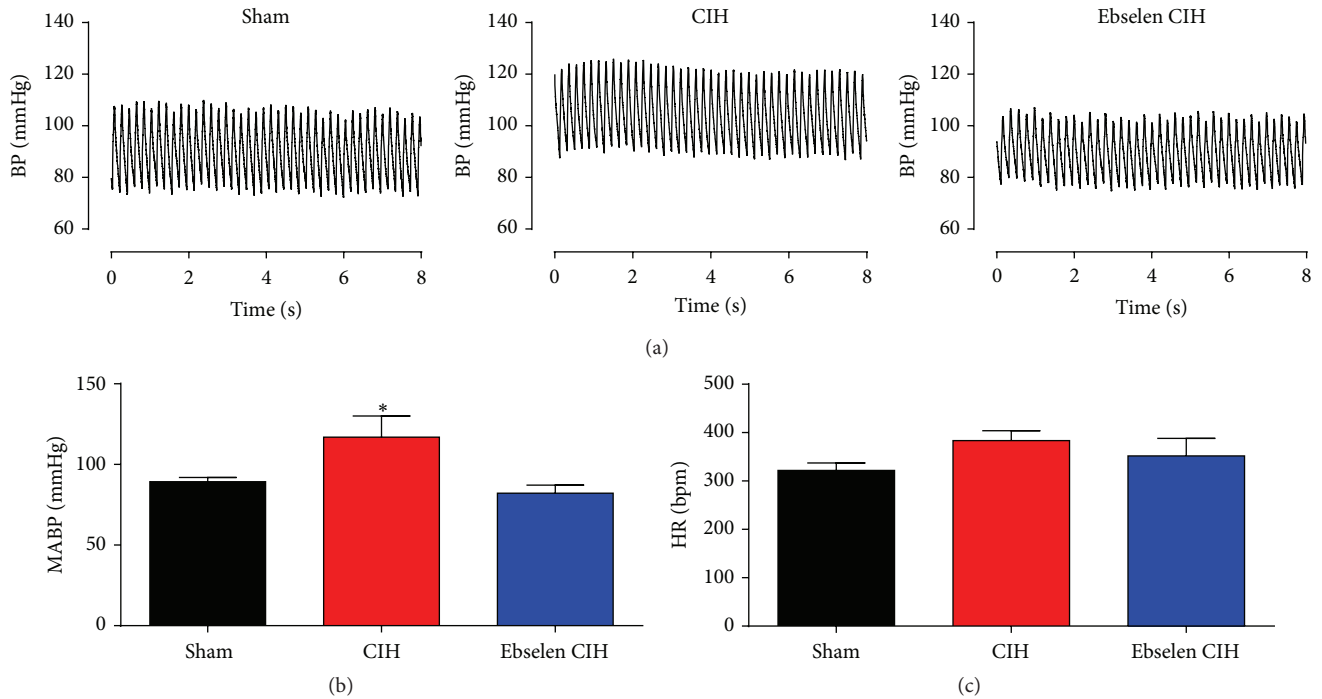 Sham
CIH
Ebselen CIH
140
120
100
80
60
BP (mmHg)
0 2 4 6 8
Time (s)
140
120
100
80
60
BP (mmHg)
0 2 4 6 8
Time (s)
140
120
100
80
60
BP (mmHg)
0 2 4 6 8
Time (s)
(a)
150
100
50
0
MABP (mmHg)
*
Sham CIH Ebselen CIH
(b)
500
400
300
200
100
0
HR (bpm)
Sham CIH Ebselen CIH
(c)